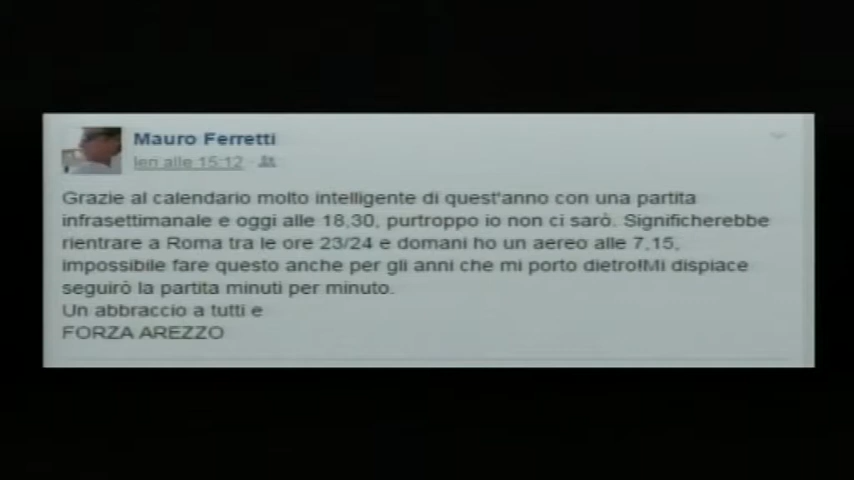 Mauro Ferretti
Ieri alle 15:12
Grazie al calendario molto intelligente di quest'anno con una partita
infrasettimanale e oggi alle 18,30, purtroppo io non ci sarò. Significherebbe
rientrare a Roma tra le ore 23/24 e domani ho un aereo alle 7,15,
impossibile fare questo anche per gli anni che mi porto dietro!Mi dispiace
seguirò la partita minuti per minuto.
Un abbraccio a tutti e
FORZA AREZZO